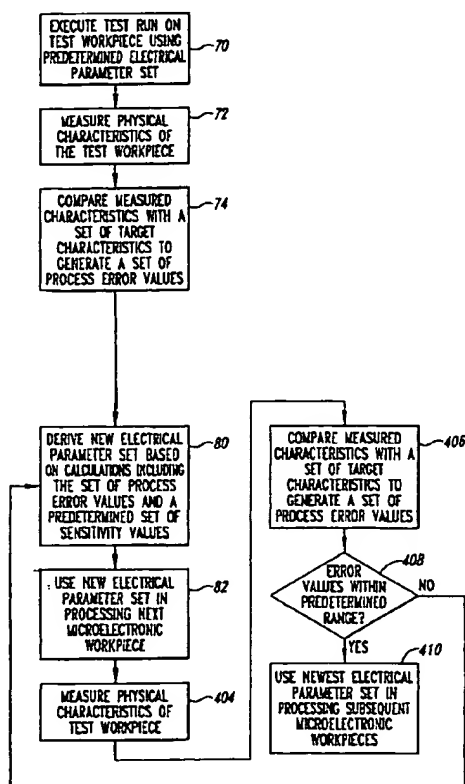 EXECUTE TEST RUN ON
TEST WORKPIECE USING
PREDETERMINED ELECTRICAL
PARAMETER SET
70
MEASURE PHYSICAL
CHARACTERISTICS OF
THE TEST WORKPIECE
72
COMPARE MEASURED
CHARACTERISTICS WITH A
SET OF TARGET
CHARACTERISTICS TO
GENERATE A SET OF
PROCESS ERROR VALUES
74
DERIVE NEW ELECTRICAL
PARAMETER SET BASED
ON CALCULATIONS INCLUDING
THE SET OF PROCESS
ERROR VALUES AND A
PREDETERMINED SET OF
SENSITIVITY VALUES
80
USE NEW ELECTRICAL
PARAMETER SET IN
PROCESSING NEXT
MICROELECTRONIC
WORKPIECE
82
MEASURE PHYSICAL
CHARACTERISTICS OF
TEST WORKPIECE
404
COMPARE MEASURED
CHARACTERISTICS WITH A
SET OF TARGET
CHARACTERISTICS TO
GENERATE A SET OF
PROCESS ERROR VALUES
406
ERROR
VALUES WITHIN
PREDETERMINED
RANGE?
408
NO
YES
USE NEWEST ELECTRICAL
PARAMETER SET IN
PROCESSING SUBSEQUENT
MICROELECTRONIC
WORKPIECES
410